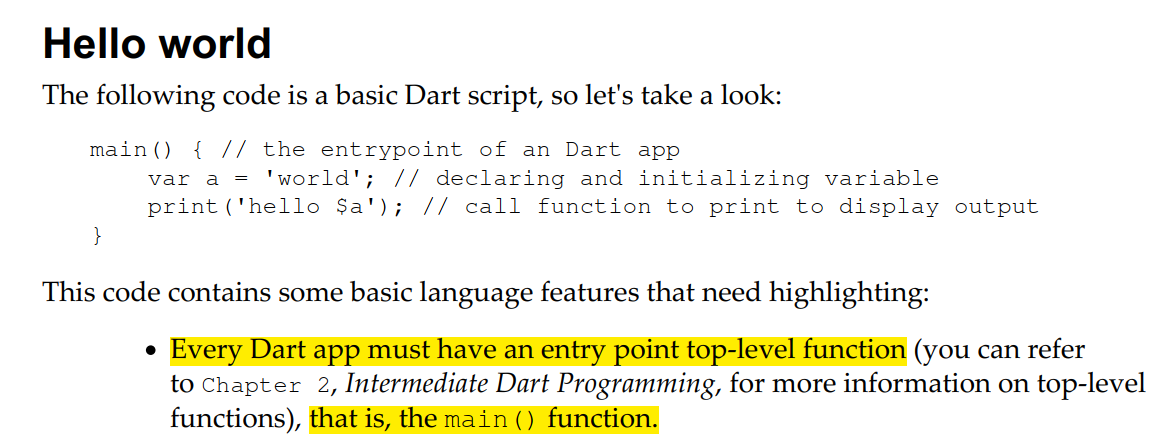 Hello world
The following code is a basic Dart script, so let's take a look:
main() { // the entrypoint of an Dart app
    var a = 'world'; // declaring and initializing variable
    print('hello $a'); // call function to print to display output
}
This code contains some basic language features that need highlighting:
• Every Dart app must have an entry point top-level function (you can refer
to Chapter 2, Intermediate Dart Programming, for more information on top-level
functions), that is, the main() function.